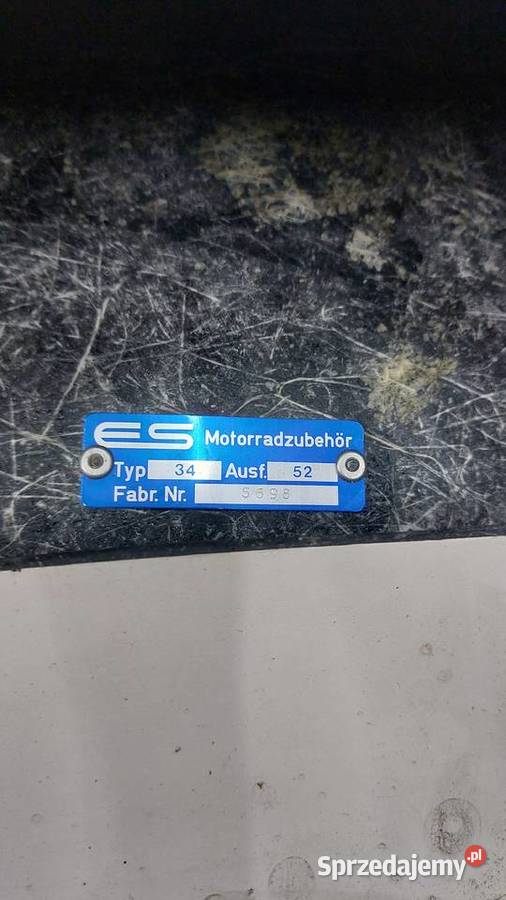 ES Motorradzubehör
Typ 34 Ausf. 52
Fabr. Nr. 5698
Sprzedajemy.pl